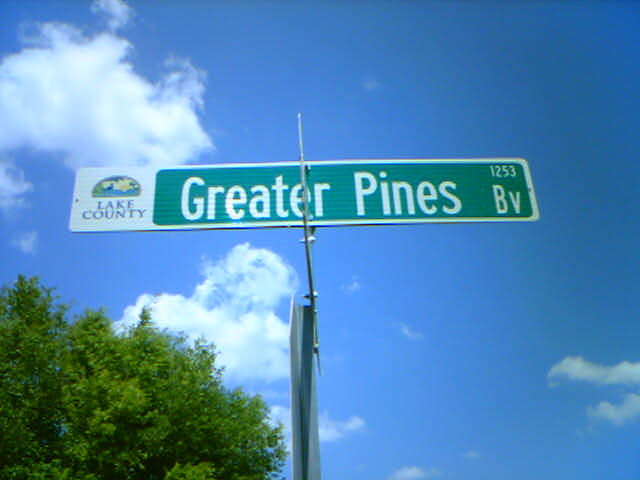 LAKE
COUNTY
Greater Pines
1253
Bv